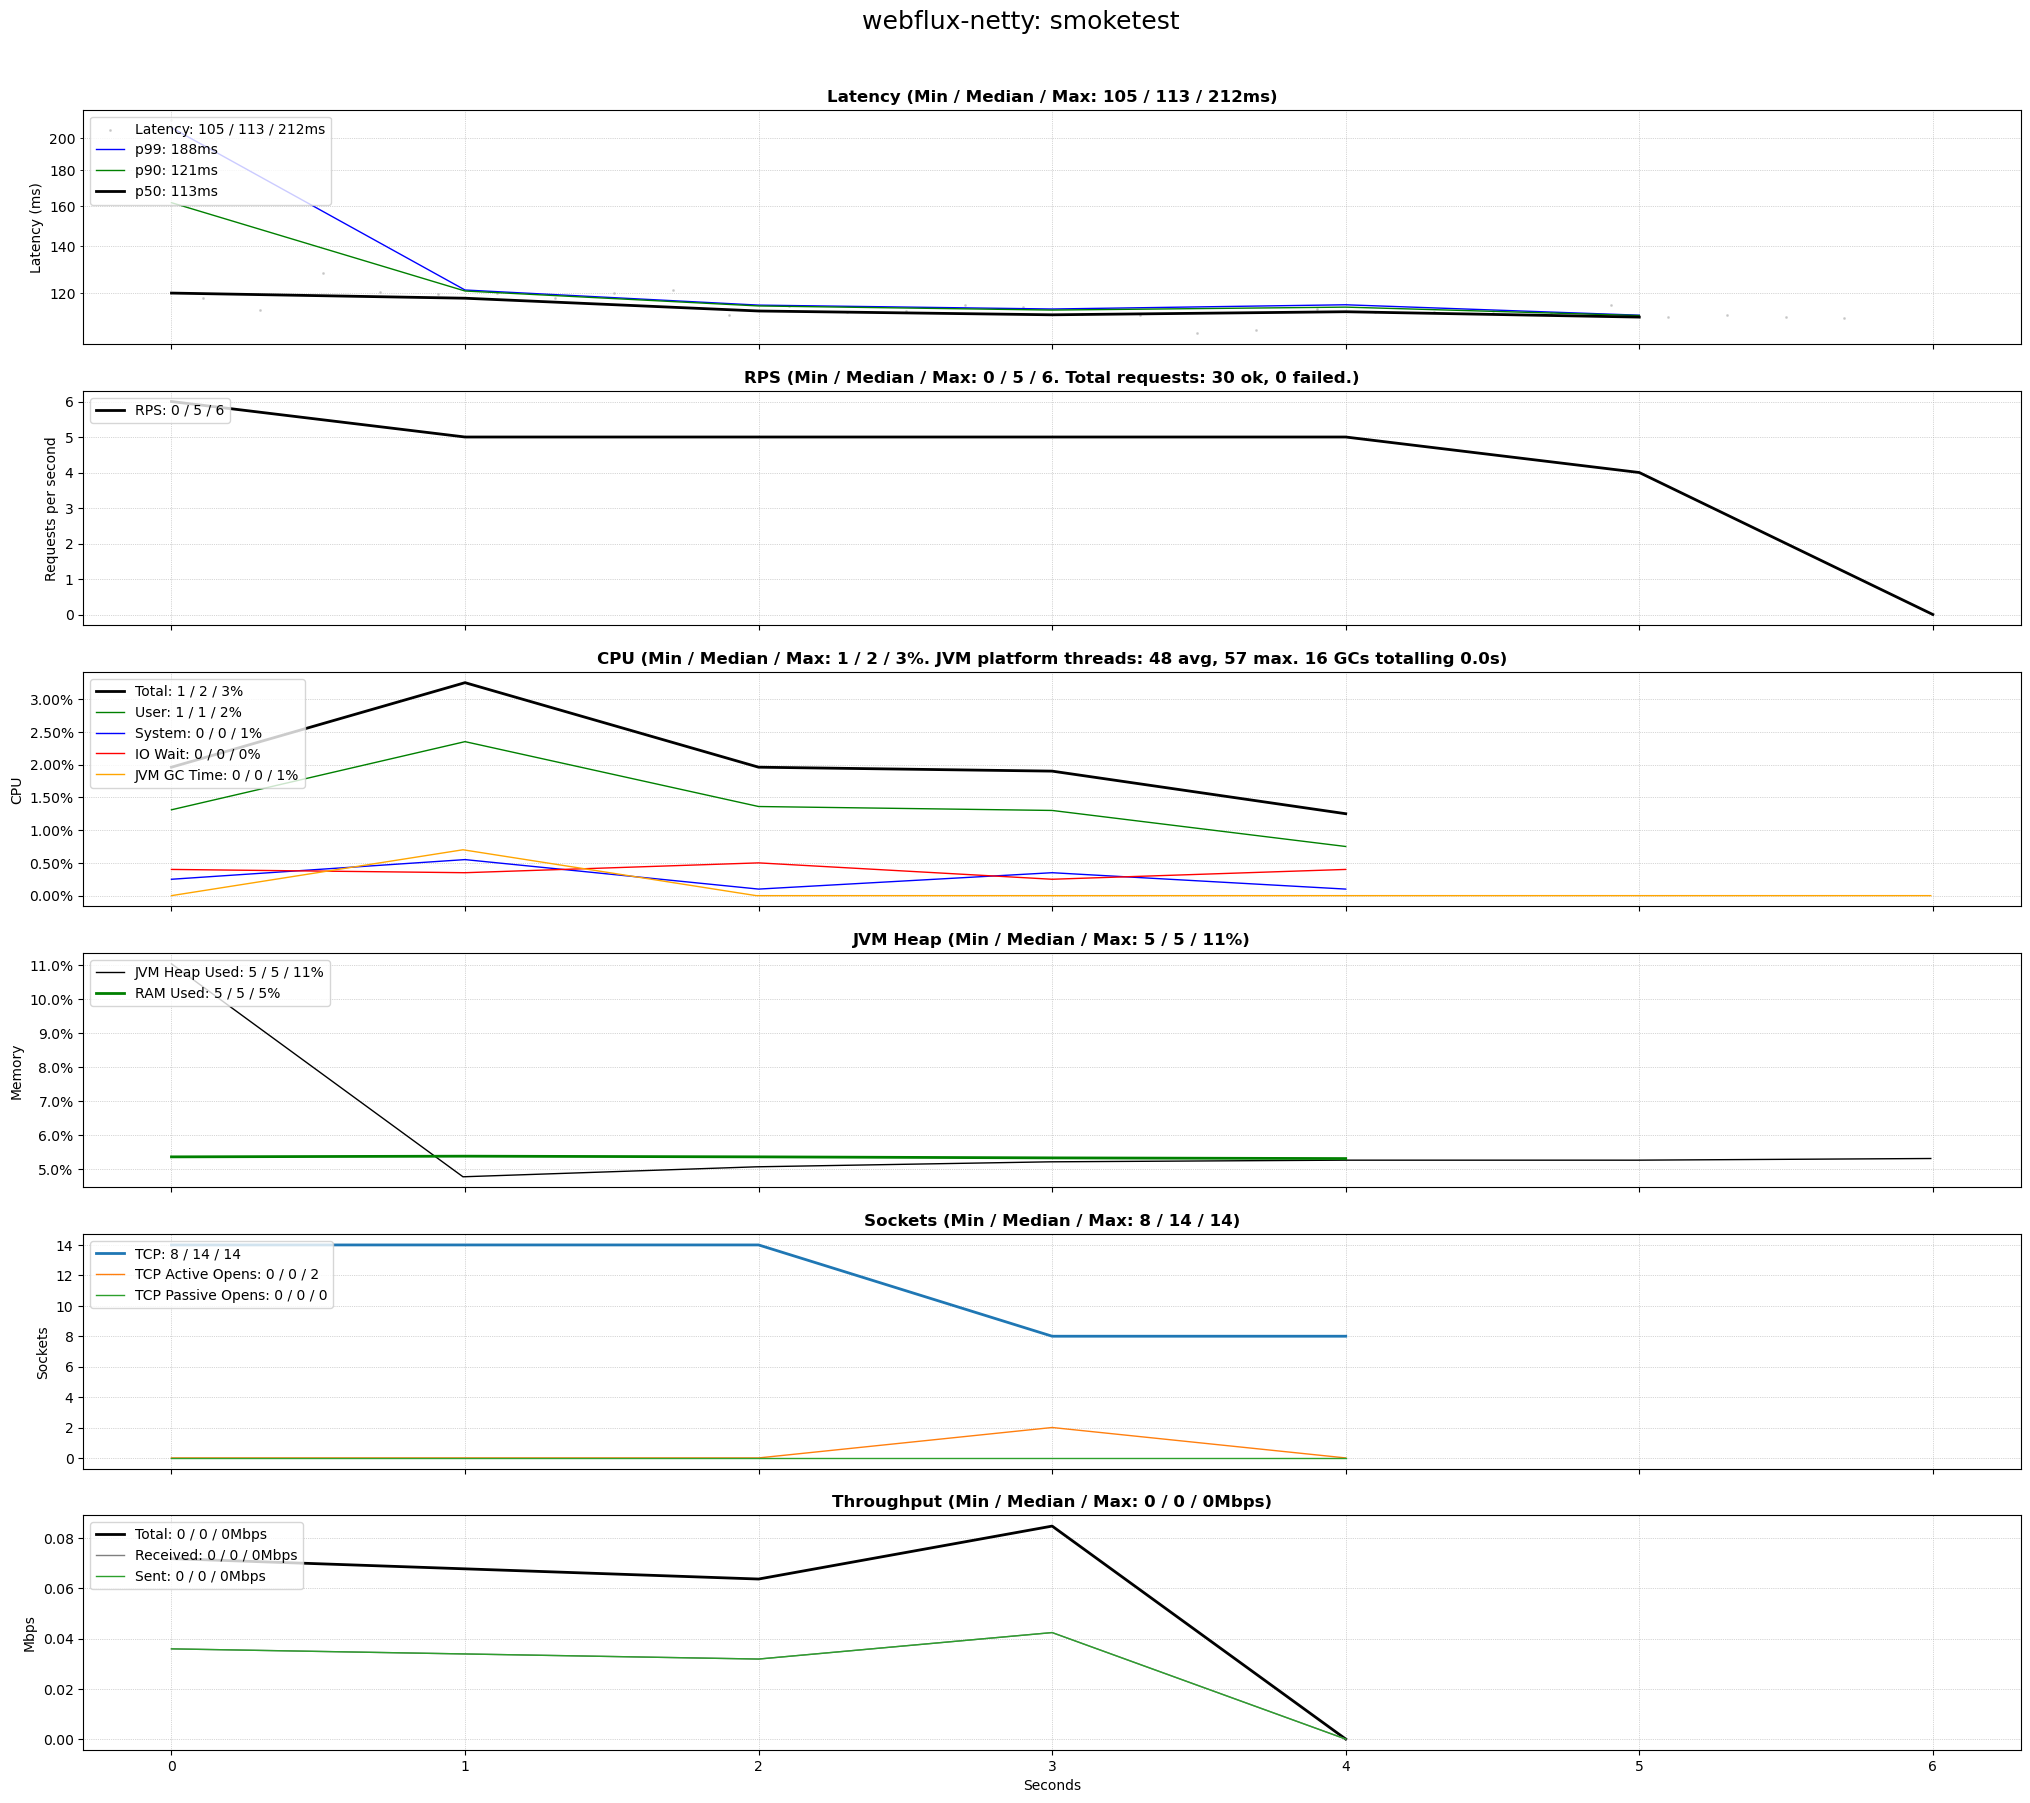 webflux-netty: smoketest
Latency (Min / Median / Max: 105 / 113 / 212ms)
Latency: 105 / 113 / 212ms
p99: 188ms
p90: 121ms
p50: 113ms
200
180
160
140
120
Latency (ms)
RPS (Min / Median / Max: 0 / 5 / 6. Total requests: 30 ok, 0 failed.)
RPS: 0 / 5 / 6
6
5
4
3
2
1
0
Requests per second
CPU (Min / Median / Max: 1 / 2 / 3%. JVM platform threads: 48 avg, 57 max. 16 GCs totalling 0.0s)
Total: 1 / 2 / 3%
User: 1 / 1 / 2%
System: 0 / 0 / 1%
IO Wait: 0 / 0 / 0%
JVM GC Time: 0 / 0 / 1%
3.00%
2.50%
2.00%
1.50%
1.00%
0.50%
0.00%
CPU
JVM Heap (Min / Median / Max: 5 / 5 / 11%)
JVM Heap Used: 5 / 5 / 11%
RAM Used: 5 / 5 / 5%
11.0%
10.0%
9.0%
8.0%
7.0%
6.0%
5.0%
Memory
Sockets (Min / Median / Max: 8 / 14 / 14)
TCP: 8 / 14 / 14
TCP Active Opens: 0 / 0 / 2
TCP Passive Opens: 0 / 0 / 0
14
12
10
8
6
4
2
0
Sockets
Throughput (Min / Median / Max: 0 / 0 / 0Mbps)
Total: 0 / 0 / 0Mbps
Received: 0 / 0 / 0Mbps
Sent: 0 / 0 / 0Mbps
0.08
0.06
0.04
0.02
0.00
Mbps
0 1 2 3 4 5 6
Seconds